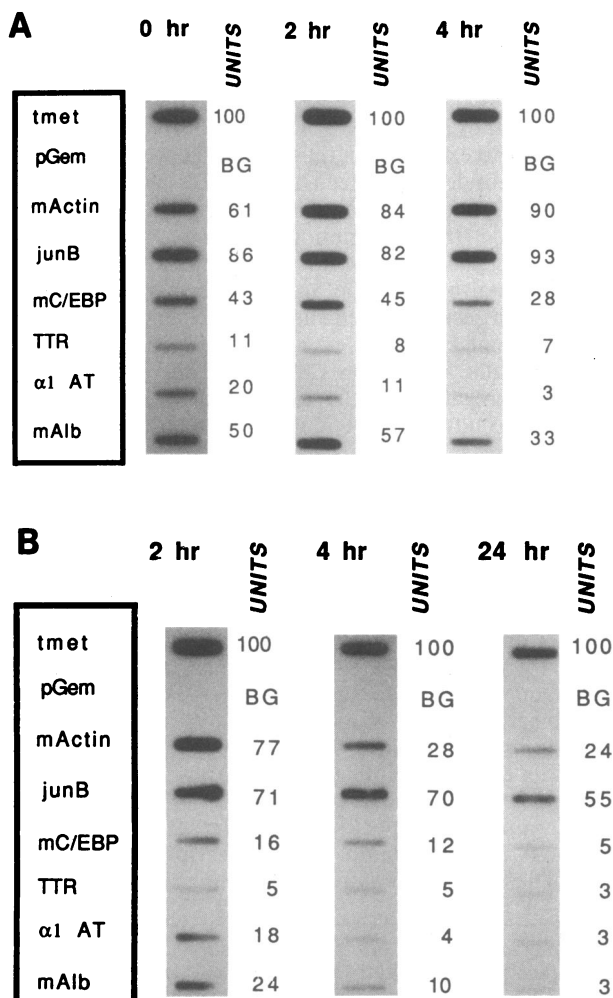 A
0 hr UNITS 2 hr UNITS 4 hr UNITS
tmet 100 100 100
pGem BG BG BG
mActin 61 84 90
junB 86 82 93
mC/EBP 43 45 28
TTR 11 8 7
α1 AT 20 11 3
mAlb 50 57 33
B
2 hr UNITS 4 hr UNITS 24 hr UNITS
tmet 100 100 100
pGem BG BG BG
mActin 77 28 24
junB 71 70 55
mC/EBP 16 12 5
TTR 5 5 3
α1 AT 18 4 3
mAlb 24 10 3